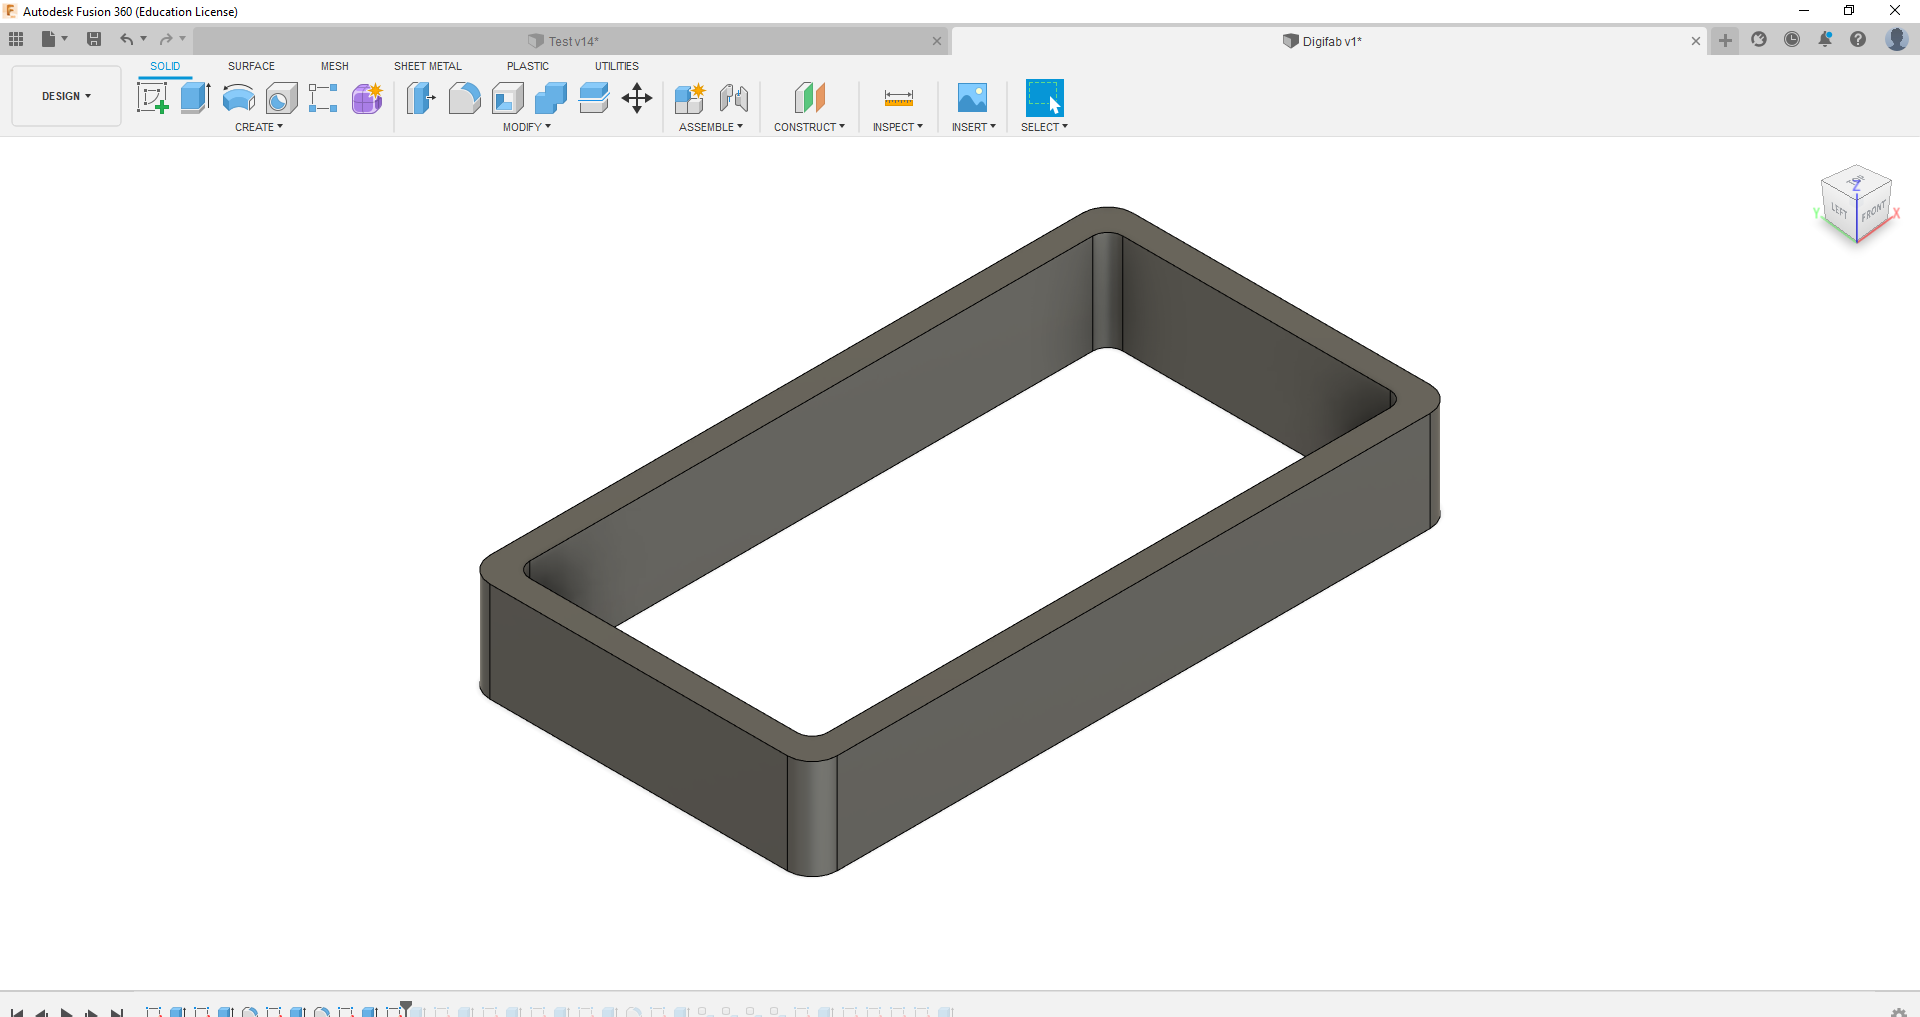 Autodesk Fusion 360 (Education License)
Test v14*
Digifab v1*
SOLID SURFACE MESH SHEET METAL PLASTIC UTILITIES
DESIGN
CREATE MODIFY ASSEMBLE CONSTRUCT INSPECT INSERT SELECT
TOP
Z
LEFT FRONT
Y X